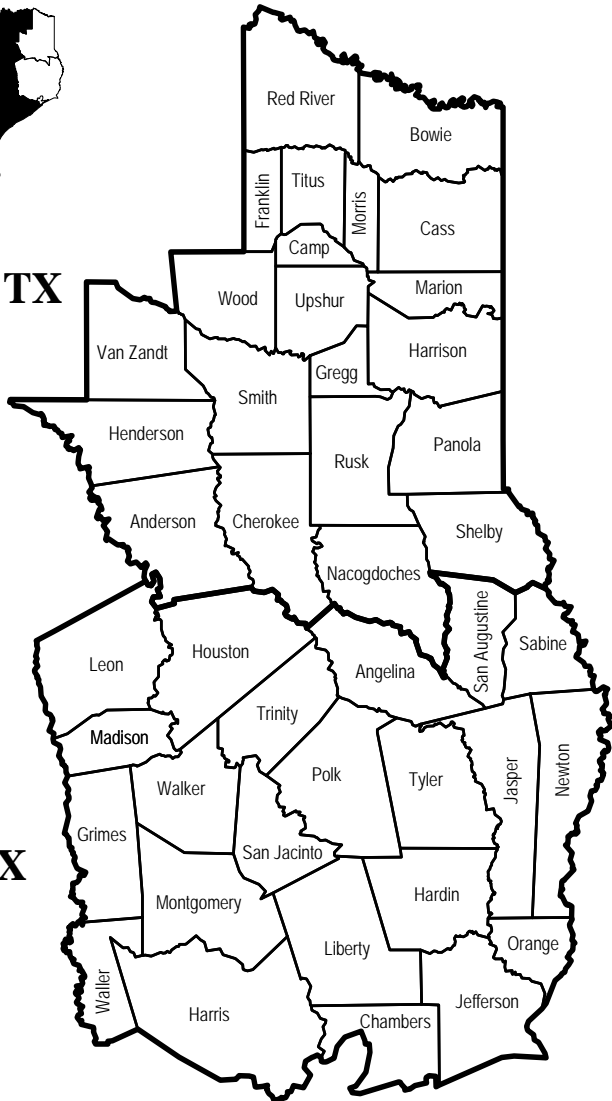 Red River
Bowie
Franklin
Titus
Morris
Cass
Camp
TX
Wood
Upshur
Marion
Van Zandt
Gregg
Harrison
Smith
Henderson
Rusk
Panola
Anderson
Cherokee
Shelby
Nacogdoches
San Augustine
Sabine
Houston
Leon
Angelina
Trinity
Madison
Polk
Tyler
Jasper
Newton
Walker
Grimes
San Jacinto
X
Montgomery
Hardin
Liberty
Orange
Waller
Harris
Chambers
Jefferson